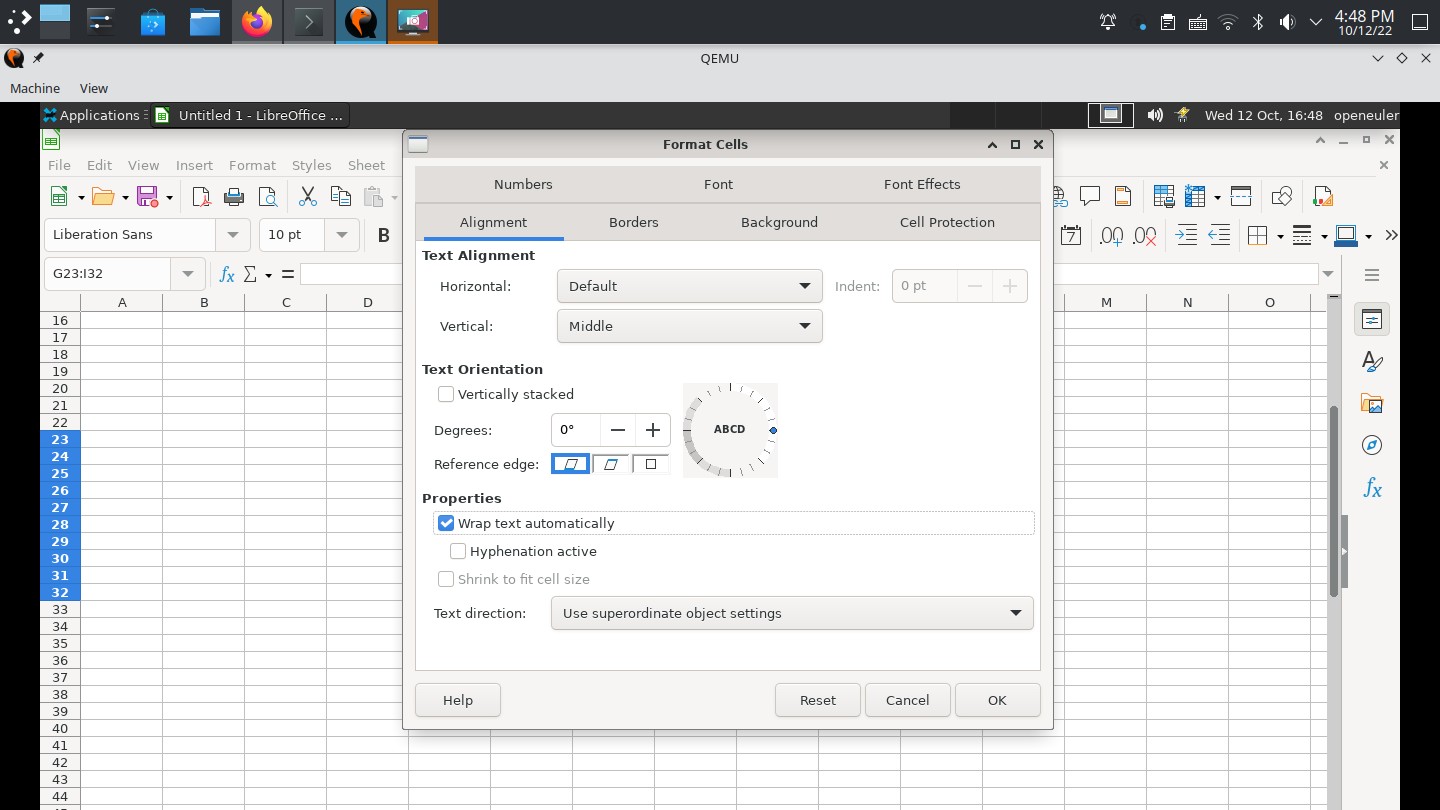 4:48 PM
10/12/22
QEMU
Machine View
Applications Untitled 1 - LibreOffice ... Wed 12 Oct, 16:48 openeuler
Format Cells
File Edit View Insert Format Styles Sheet
Numbers Font Font Effects
Alignment Borders Background Cell Protection
Liberation Sans 10 pt B
Text Alignment
G23:I32
Horizontal: Default Indent: 0 pt
A B C D M N O
Vertical: Middle
Text Orientation
Vertically stacked
Degrees: 0°
ABCD
Reference edge:
Properties
Wrap text automatically
Hyphenation active
Shrink to fit cell size
Text direction: Use superordinate object settings
Help Reset Cancel OK
16
17
18
19
20
21
22
23
24
25
26
27
28
29
30
31
32
33
34
35
36
37
38
39
40
41
42
43
44